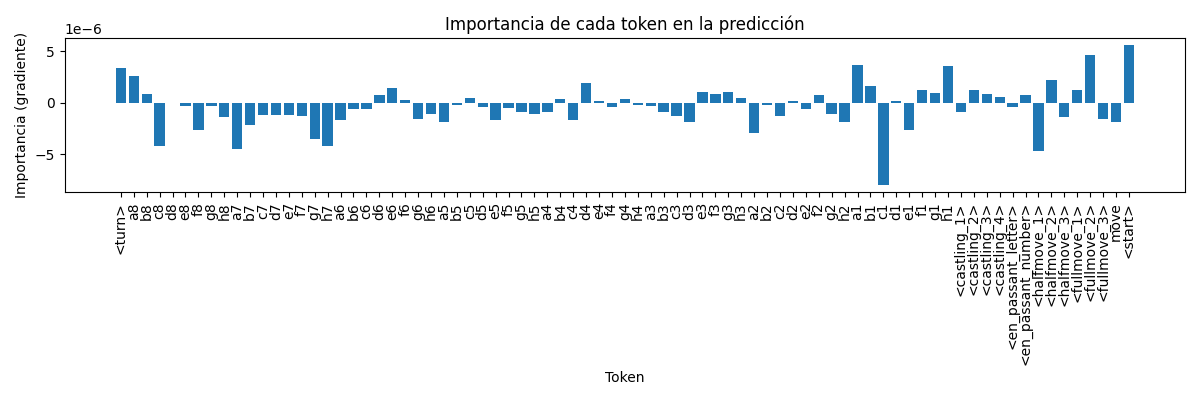 Importancia de cada token en la predicción
1e−6
Importancia (gradiente)
5
0
−5
<turn>
a8
b8
c8
d8
e8
f8
g8
h8
a7
b7
c7
d7
e7
f7
g7
h7
a6
b6
c6
d6
e6
f6
g6
h6
a5
b5
c5
d5
e5
f5
g5
h5
a4
b4
c4
d4
e4
f4
g4
h4
a3
b3
c3
d3
e3
f3
g3
h3
a2
b2
c2
d2
e2
f2
g2
h2
a1
b1
c1
d1
e1
f1
g1
h1
<castling_1>
<castling_2>
<castling_3>
<castling_4>
<en_passant_letter>
<en_passant_number>
<halfmove_1>
<halfmove_2>
<halfmove_3>
<fullmove_1>
<fullmove_2>
<fullmove_3>
move
<start>
Token